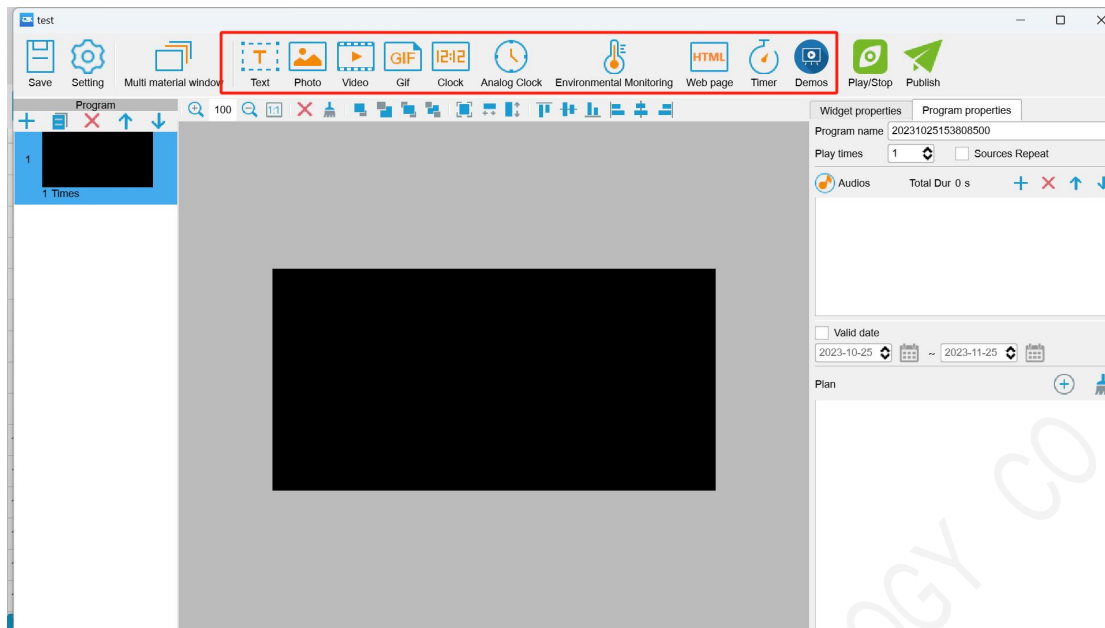 test
T
GIF
12:12
HTML
Save Setting Multi material window Text Photo Video Gif Clock Analog Clock Environmental Monitoring Web page Timer Demos Play/Stop Publish
Program
100 1:1
Widget properties Program properties
Program name 20231025153808500
1
Play times 1 Sources Repeat
1 Times
Audios Total Dur 0 s
Valid date
2023-10-25 ~ 2023-11-25
Plan
OGY CO